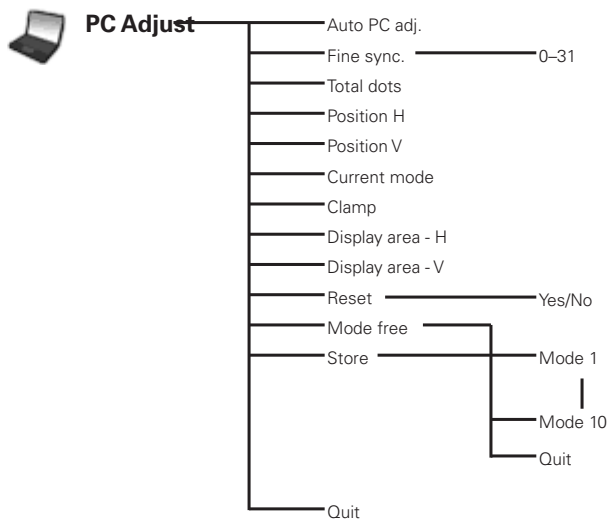 PC Adjust
Auto PC adj.
Fine sync. 0–31
Total dots
Position H
Position V
Current mode
Clamp
Display area - H
Display area - V
Reset Yes/No
Mode free
Store Mode 1
Mode 10
Quit
Quit